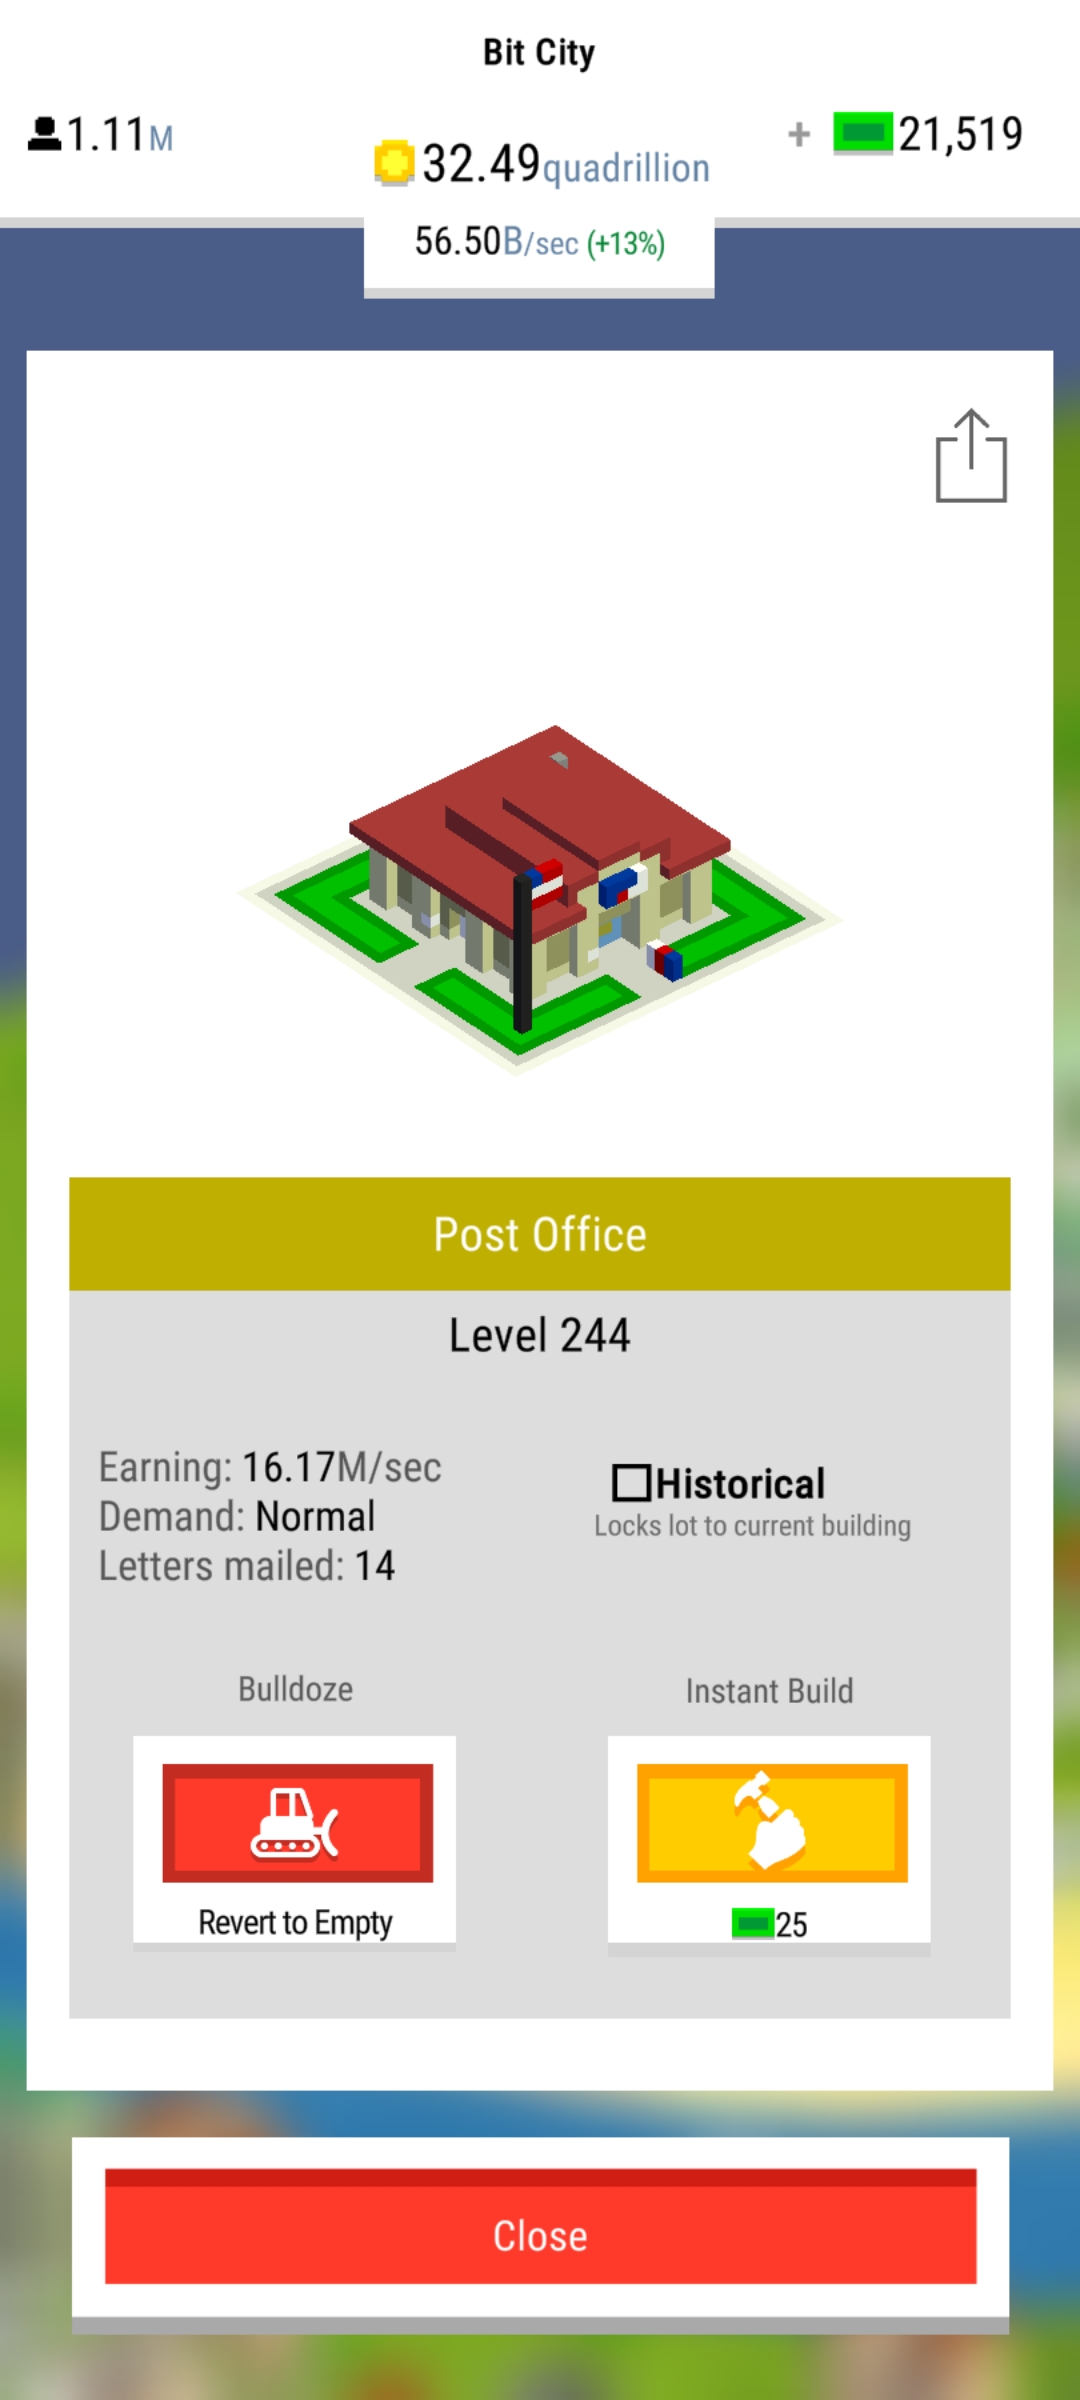 Bit City
1.11M
32.49quadrillion
+ 21,519
56.50B/sec (+13%)
Post Office
Level 244
Earning: 16.17M/sec
Demand: Normal
Letters mailed: 14
Historical
Locks lot to current building
Bulldoze
Revert to Empty
Instant Build
25
Close